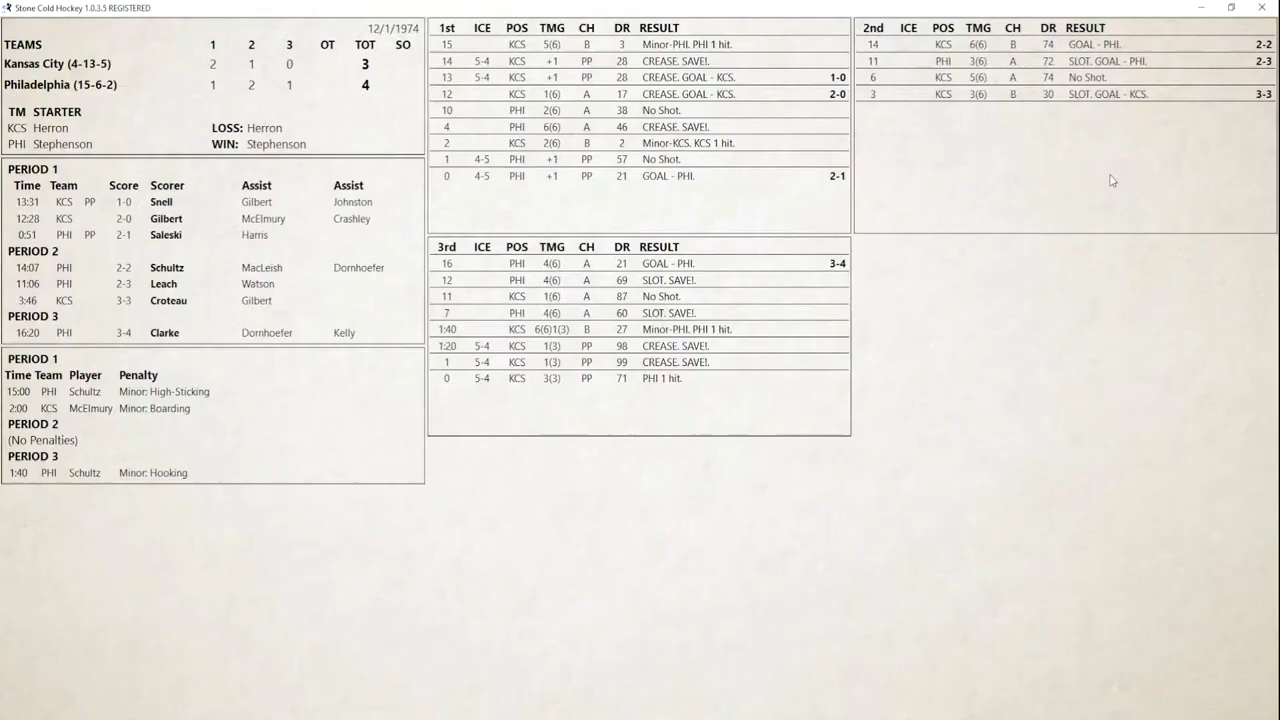 Stone Cold Hockey 1.0.3.5 REGISTERED
12/1/1974
TEAMS 1 2 3 OT TOT SO
Kansas City (4-13-5) 2 1 0 3
Philadelphia (15-6-2) 1 2 1 4
TM STARTER
KCS Herron LOSS: Herron
PHI Stephenson WIN: Stephenson
PERIOD 1
Time Team Score Scorer Assist Assist
13:31 KCS PP 1-0 Snell Gilbert Johnston
12:28 KCS 2-0 Gilbert McElmury Crashley
0:51 PHI PP 2-1 Saleski Harris
PERIOD 2
14:07 PHI 2-2 Schultz MacLeish Dornhoefer
11:06 PHI 2-3 Leach Watson
3:46 KCS 3-3 Croteau Gilbert
PERIOD 3
16:20 PHI 3-4 Clarke Dornhoefer Kelly
PERIOD 1
Time Team Player Penalty
15:00 PHI Schultz Minor: High-Sticking
2:00 KCS McElmury Minor: Boarding
PERIOD 2
(No Penalties)
PERIOD 3
1:40 PHI Schultz Minor: Hooking
1st ICE POS TMG CH DR RESULT
15 KCS 5(6) B 3 Minor-PHI. PHI 1 hit.
14 5-4 KCS +1 PP 28 CREASE. SAVE!.
13 5-4 KCS +1 PP 28 CREASE. GOAL - KCS. 1-0
12 KCS 1(6) A 17 CREASE. GOAL - KCS. 2-0
10 PHI 2(6) A 38 No Shot.
4 PHI 6(6) A 46 CREASE. SAVE!.
2 KCS 2(6) B 2 Minor-KCS. KCS 1 hit.
1 4-5 PHI +1 PP 57 No Shot.
0 4-5 PHI +1 PP 21 GOAL - PHI. 2-1
3rd ICE POS TMG CH DR RESULT
16 PHI 4(6) A 21 GOAL - PHI. 3-4
12 PHI 4(6) A 69 SLOT. SAVE!.
11 KCS 1(6) A 87 No Shot.
7 PHI 4(6) A 60 SLOT. SAVE!.
1:40 KCS 6(6)1(3) B 27 Minor-PHI. PHI 1 hit.
1:20 5-4 KCS 1(3) PP 98 CREASE. SAVE!.
1 5-4 KCS 1(3) PP 99 CREASE. SAVE!.
0 5-4 KCS 3(3) PP 71 PHI 1 hit.
2nd ICE POS TMG CH DR RESULT
14 KCS 6(6) B 74 GOAL - PHI. 2-2
11 PHI 3(6) A 72 SLOT. GOAL - PHI. 2-3
6 KCS 5(6) A 74 No Shot.
3 KCS 3(6) B 30 SLOT. GOAL - KCS. 3-3